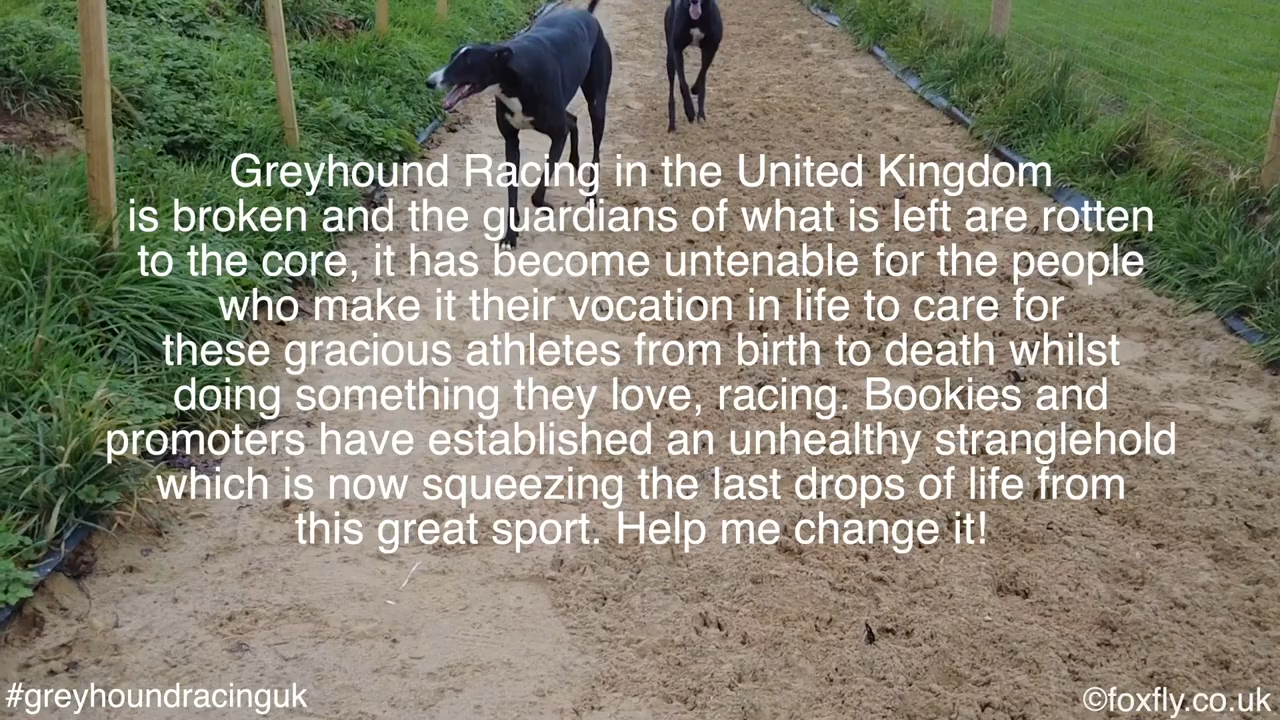 Greyhound Racing in the United Kingdom
is broken and the guardians of what is left are rotten
to the core, it has become untenable for the people
who make it their vocation in life to care for
these gracious athletes from birth to death whilst
doing something they love, racing. Bookies and
promoters have established an unhealthy stranglehold
which is now squeezing the last drops of life from
this great sport. Help me change it!
#greyhoundracinguk
©foxfly.co.uk